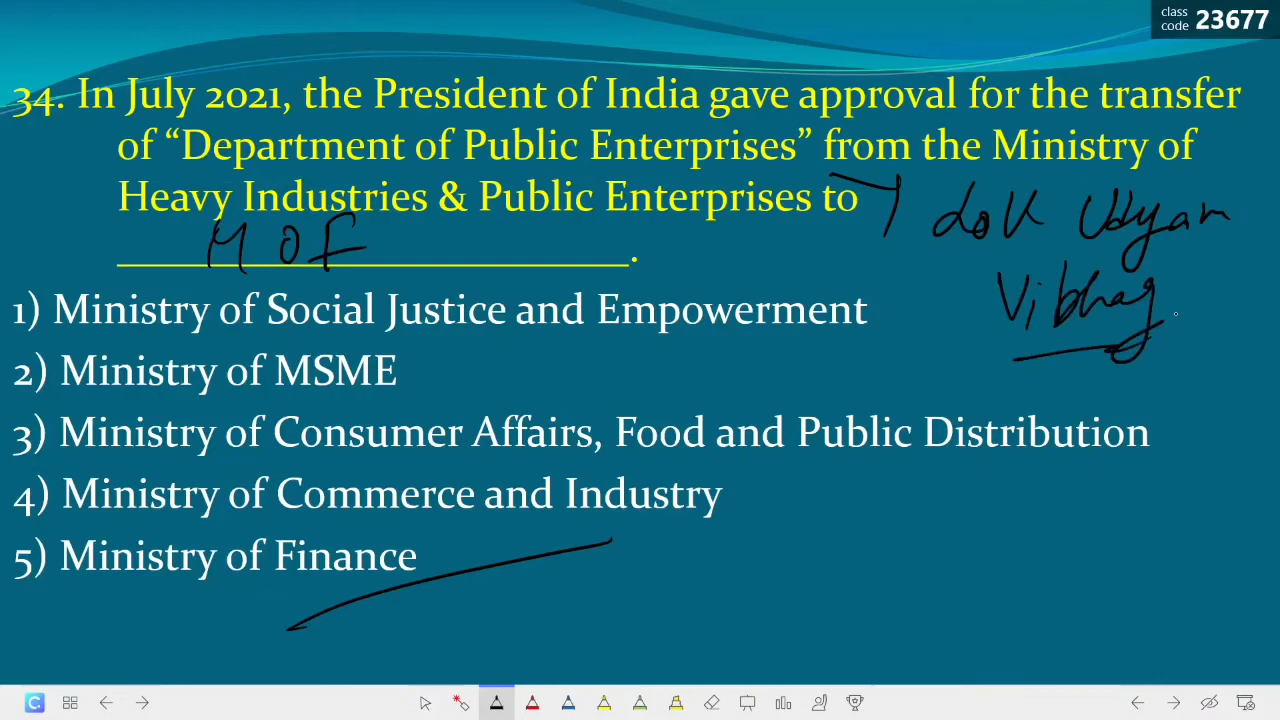 class
code 23677
34. In July 2021, the President of India gave approval for the transfer
of “Department of Public Enterprises” from the Ministry of
Heavy Industries & Public Enterprises to
Lok Udyam
M O F
____________________________.
Vibhag
1) Ministry of Social Justice and Empowerment
2) Ministry of MSME
3) Ministry of Consumer Affairs, Food and Public Distribution
4) Ministry of Commerce and Industry
5) Ministry of Finance